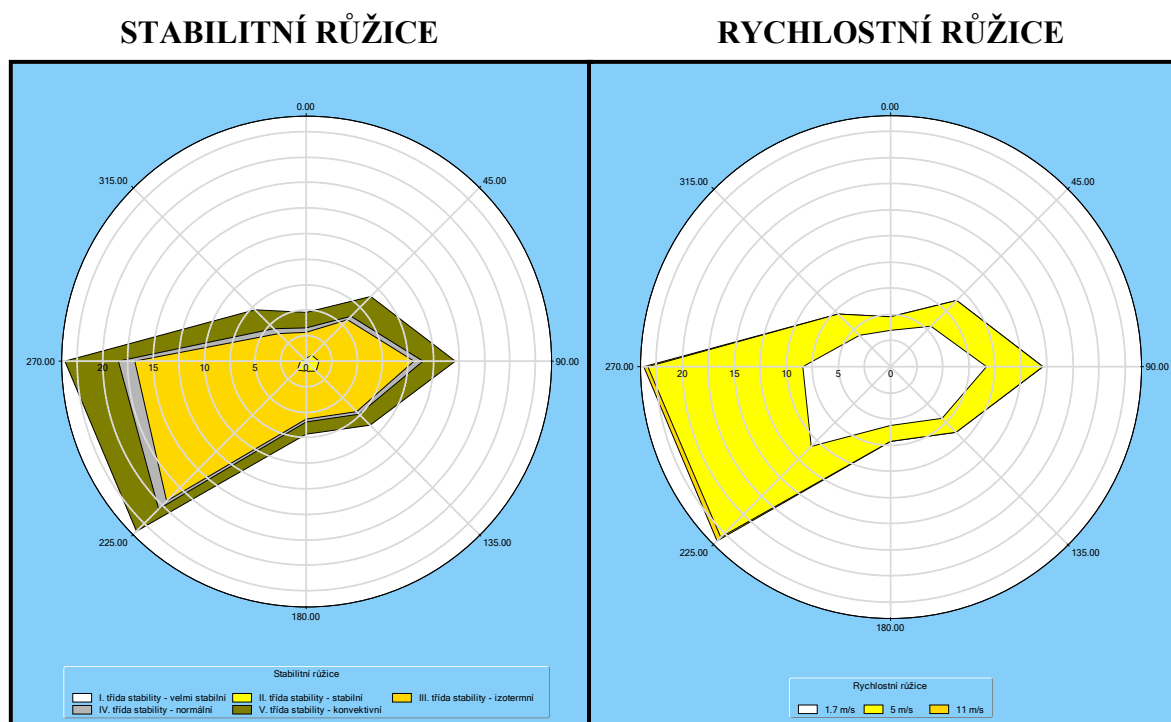 STABILITNÍ RŮŽICE
0.00
315.00
45.00
270.00
20
15
10
5
0
90.00
225.00
135.00
180.00
Stabilitní růžice
I. třída stability - velmi stabilní
II. třída stability - stabilní
III. třída stability - izotermní
IV. třída stability - normální
V. třída stability - konvektivní
RYCHLOSTNÍ RŮŽICE
0.00
315.00
45.00
270.00
20
15
10
5
0
90.00
225.00
135.00
180.00
Rychlostní růžice
1.7 m/s
5 m/s
11 m/s